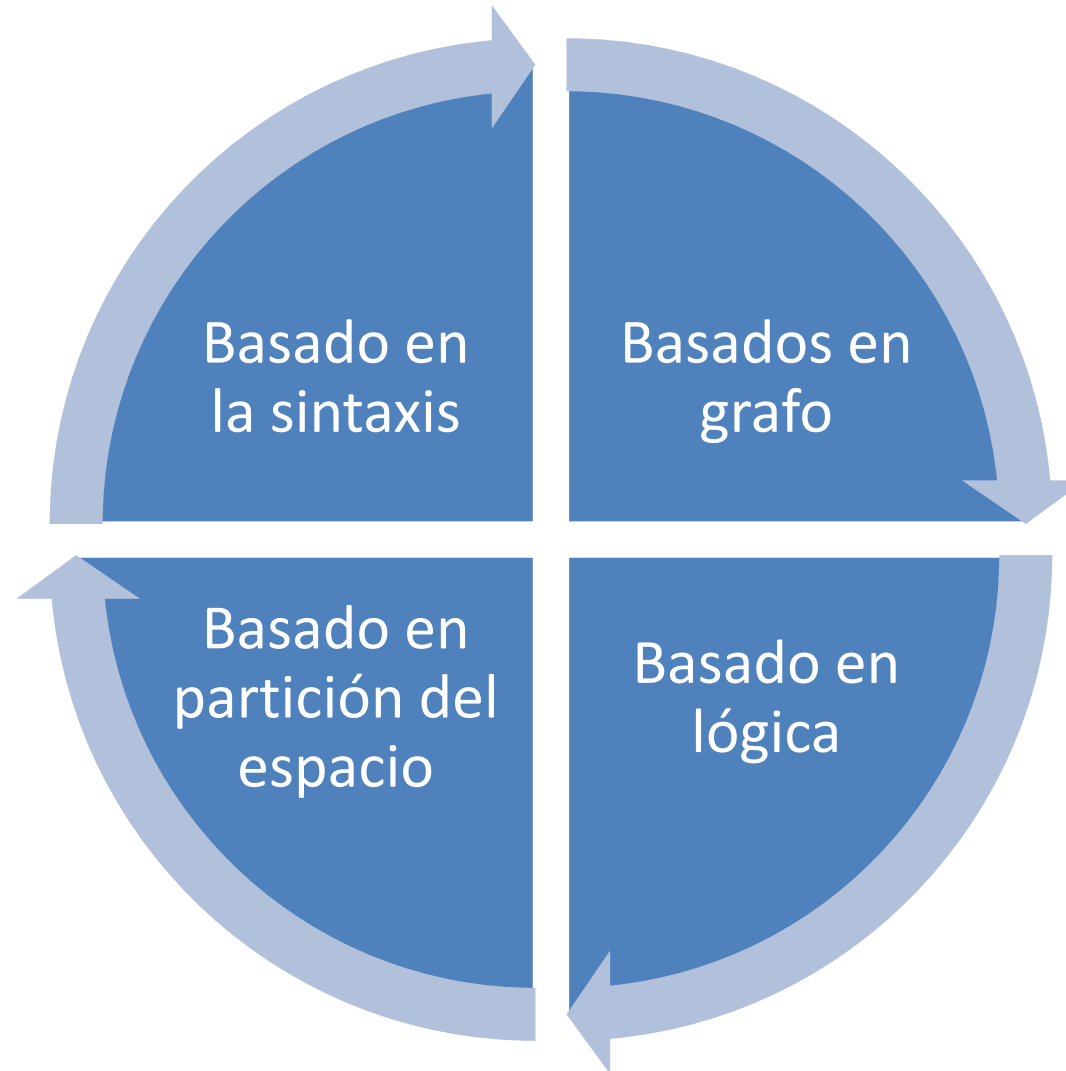 Basado en
la sintaxis
Basados en
grafo
Basado en
partición del
espacio
Basado en
lógica